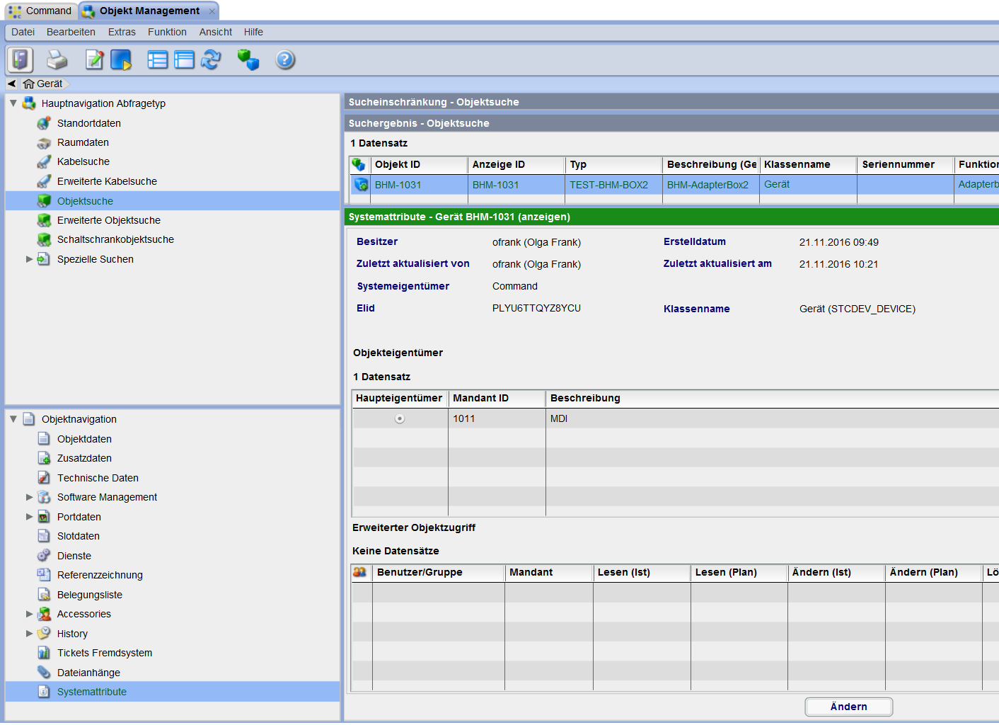 Command
Objekt Management
Datei Bearbeiten Extras Funktion Ansicht Hilfe
Gerät
Hauptnavigation Abfragetyp
Standortdaten
Raumdaten
Kabelsuche
Erweiterte Kabelsuche
Objektsuche
Erweiterte Objektsuche
Schaltschrankobjektsuche
Spezielle Suchen
Objektnavigation
Objektdaten
Zusatzdaten
Technische Daten
Software Management
Portdaten
Slotdaten
Dienste
Referenzzeichnung
Belegungsliste
Accessories
History
Tickets Fremdsystem
Dateianhänge
Systemattribute
Sucheinschränkung - Objektsuche
Suchergebnis - Objektsuche
1 Datensatz
Objekt ID Anzeige ID Typ Beschreibung (Ge Klassenname Seriennummer Funktion
BHM-1031 BHM-1031 TEST-BHM-BOX2 BHM-AdapterBox2 Gerät Adapterb
Systemattribute - Gerät BHM-1031 (anzeigen)
Besitzer ofrank (Olga Frank) Erstelldatum 21.11.2016 09:49
Zuletzt aktualisiert von ofrank (Olga Frank) Zuletzt aktualisiert am 21.11.2016 10:21
Systemeigentümer Command
Elid PLYU6TTQYZ8YCU Klassenname Gerät (STCDEV_DEVICE)
Objekteigentümer
1 Datensatz
Haupteigentümer Mandant ID Beschreibung
1011 MDI
Erweiterter Objektzugriff
Keine Datensätze
Benutzer/Gruppe Mandant Lesen (Ist) Lesen (Plan) Ändern (Ist) Ändern (Plan) Lö
Ändern